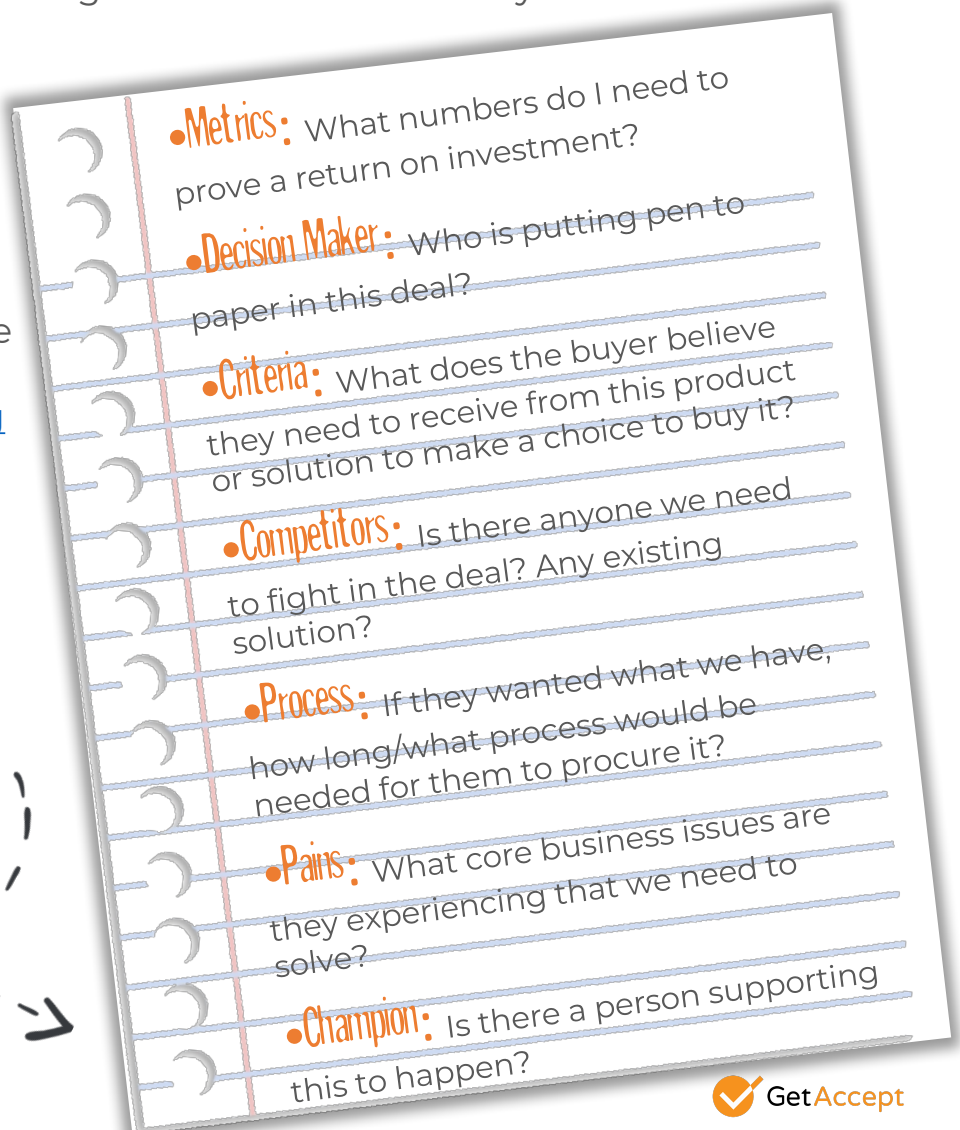 •Metrics: What numbers do I need to
prove a return on investment?
•Decision Maker: Who is putting pen to
paper in this deal?
•Criteria: What does the buyer believe
they need to receive from this product
or solution to make a choice to buy it?
•Competitors: Is there anyone we need
to fight in the deal? Any existing
solution?
•Process: If they wanted what we have,
how long/what process would be
needed for them to procure it?
•Pains: What core business issues are
they experiencing that we need to
solve?
•Champion: Is there a person supporting
this to happen?
GetAccept